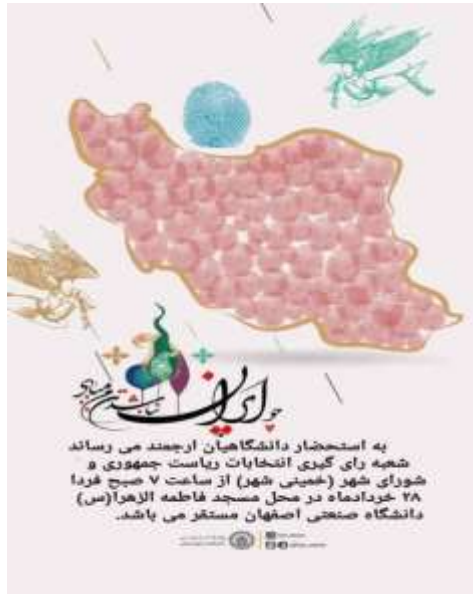 چو ایران نباشد تن من مباد
به استحضار دانشگاهیان ارجمند می رساند
شعبه رای گیری انتخابات ریاست جمهوری و
شورای شهر (خمینی شهر) از ساعت ۷ صبح فردا
۲۸ خردادماه در محل مسجد فاطمه الزهرا(س)
دانشگاه صنعتی اصفهان مستقر می باشد.